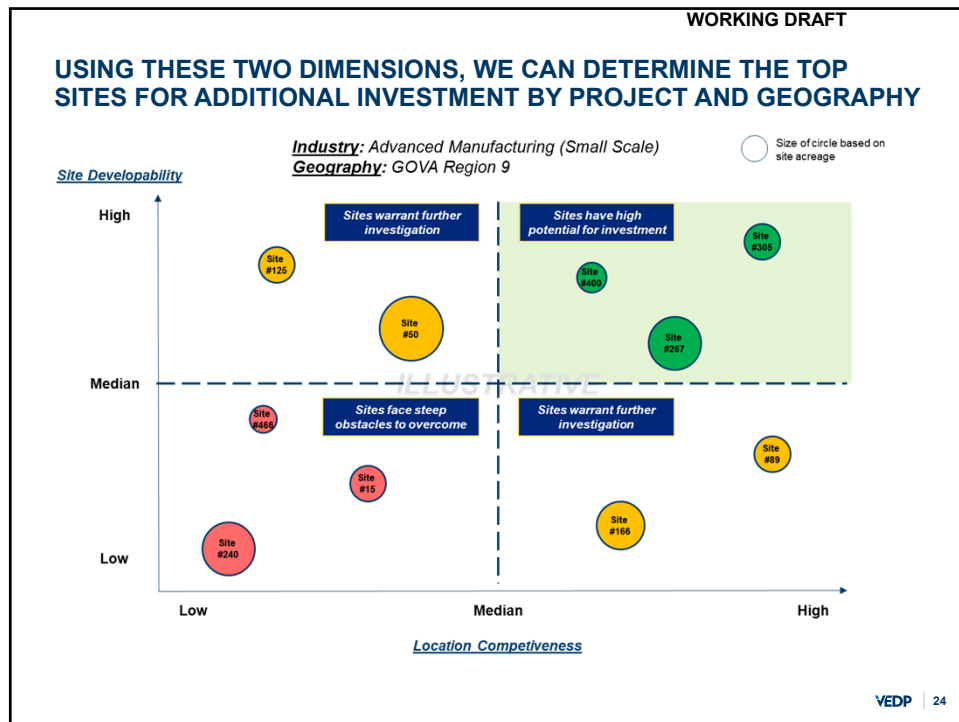 WORKING DRAFT
USING THESE TWO DIMENSIONS, WE CAN DETERMINE THE TOP
SITES FOR ADDITIONAL INVESTMENT BY PROJECT AND GEOGRAPHY
Industry: Advanced Manufacturing (Small Scale)
Geography: GOVA Region 9
Size of circle based on
site acreage
Site Developability
High
Sites warrant further
investigation
Sites have high
potential for investment
Site
#125
Site
#50
Site
#400
Site
#305
Site
#267
Median
ILLUSTRATIVE
Sites face steep
obstacles to overcome
Sites warrant further
investigation
Site
#466
Site
#15
Site
#240
Site
#89
Site
#166
Low
Low
Median
High
Location Competiveness
VEDP
24